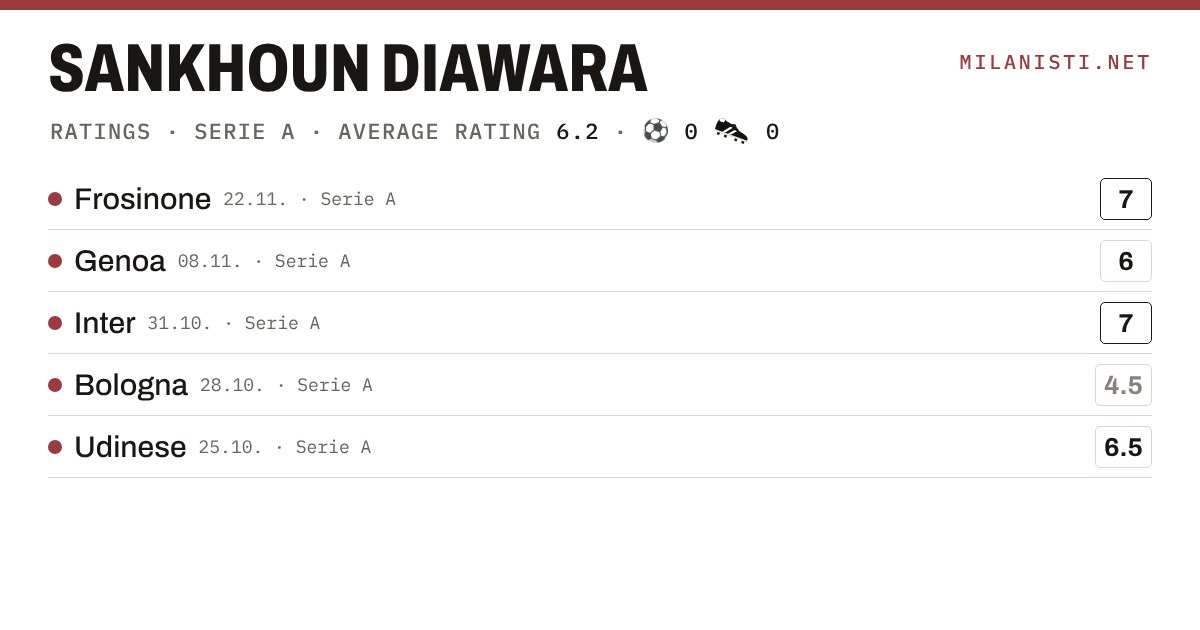 SANKHOUN DIAWARA
MILANISTI.NET
RATINGS · SERIE A · AVERAGE RATING 6.2 · ⚽ 0 0
Frosinone 22.11. · Serie A 7
Genoa 08.11. · Serie A 6
Inter 31.10. · Serie A 7
Bologna 28.10. · Serie A 4.5
Udinese 25.10. · Serie A 6.5